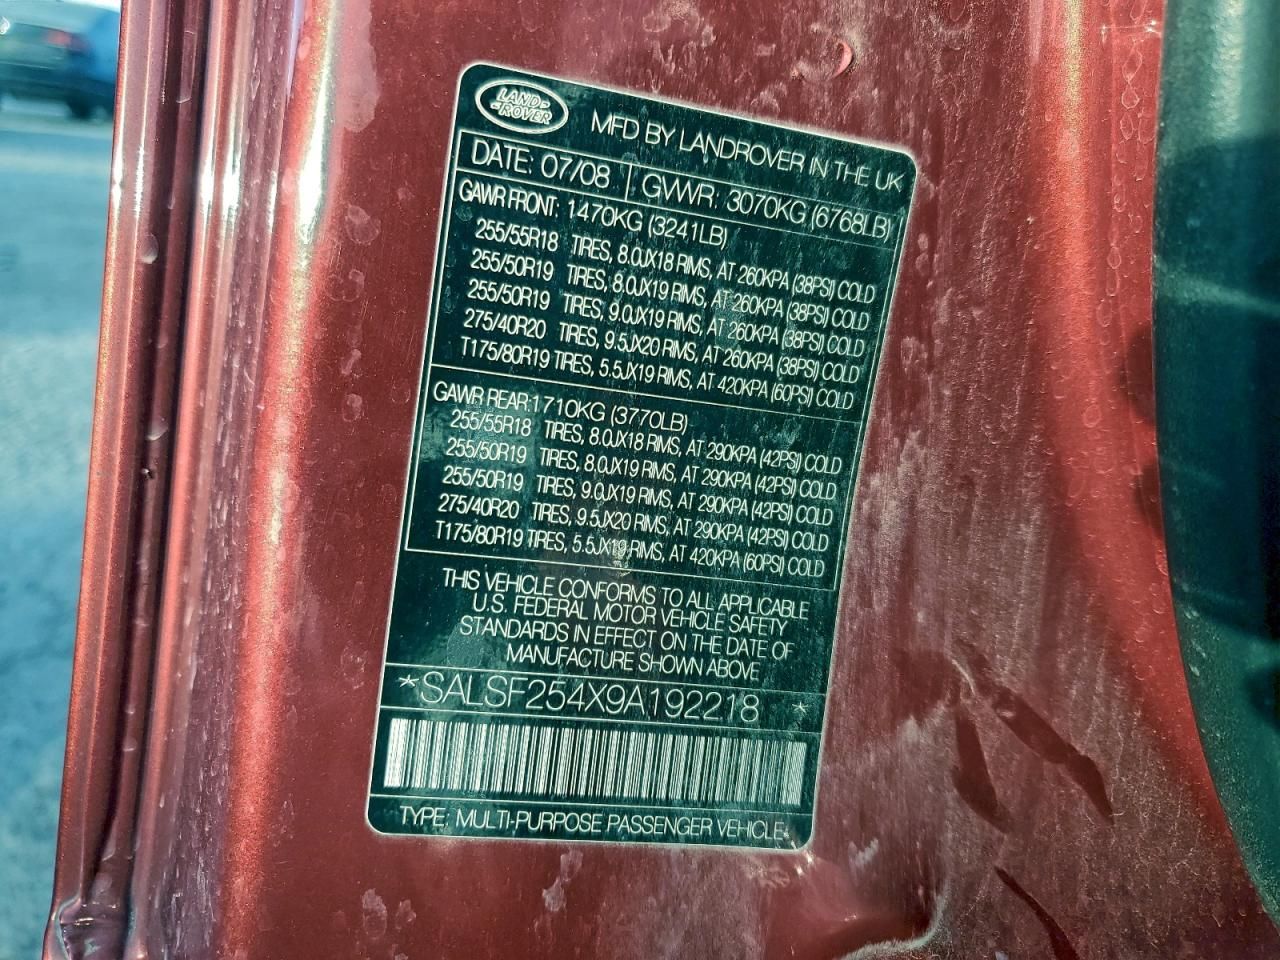 LAND-
-ROVER
MFD BY LANDROVER IN THE UK
DATE: 07/08 GVWR: 3070KG (6768LB)
GAWR FRONT: 1470KG (3241LB)
255/55R18 TIRES, 8.0JX18 RIMS, AT 260KPA (38PSI) COLD
255/50R19 TIRES, 8.0JX19 RIMS, AT 260KPA (38PSI) COLD
255/50R19 TIRES, 9.0JX19 RIMS, AT 260KPA (38PSI) COLD
275/40R20 TIRES, 9.5JX20 RIMS, AT 260KPA (38PSI) COLD
T175/80R19 TIRES, 5.5JX19 RIMS, AT 420KPA (60PSI) COLD
GAWR REAR:1710KG (3770LB)
255/55R18 TIRES, 8.0JX18 RIMS, AT 290KPA (42PSI) COLD
255/50R19 TIRES, 8.0JX19 RIMS, AT 290KPA (42PSI) COLD
255/50R19 TIRES, 9.0JX19 RIMS, AT 290KPA (42PSI) COLD
275/40R20 TIRES, 9.5JX20 RIMS, AT 290KPA (42PSI) COLD
T175/80R19 TIRES, 5.5JX19 RIMS, AT 420KPA (60PSI) COLD
THIS VEHICLE CONFORMS TO ALL APPLICABLE
U.S. FEDERAL MOTOR VEHICLE SAFETY
STANDARDS IN EFFECT ON THE DATE OF
MANUFACTURE SHOWN ABOVE
*SALSF254X9A192218 *
TYPE: MULTI-PURPOSE PASSENGER VEHICLE